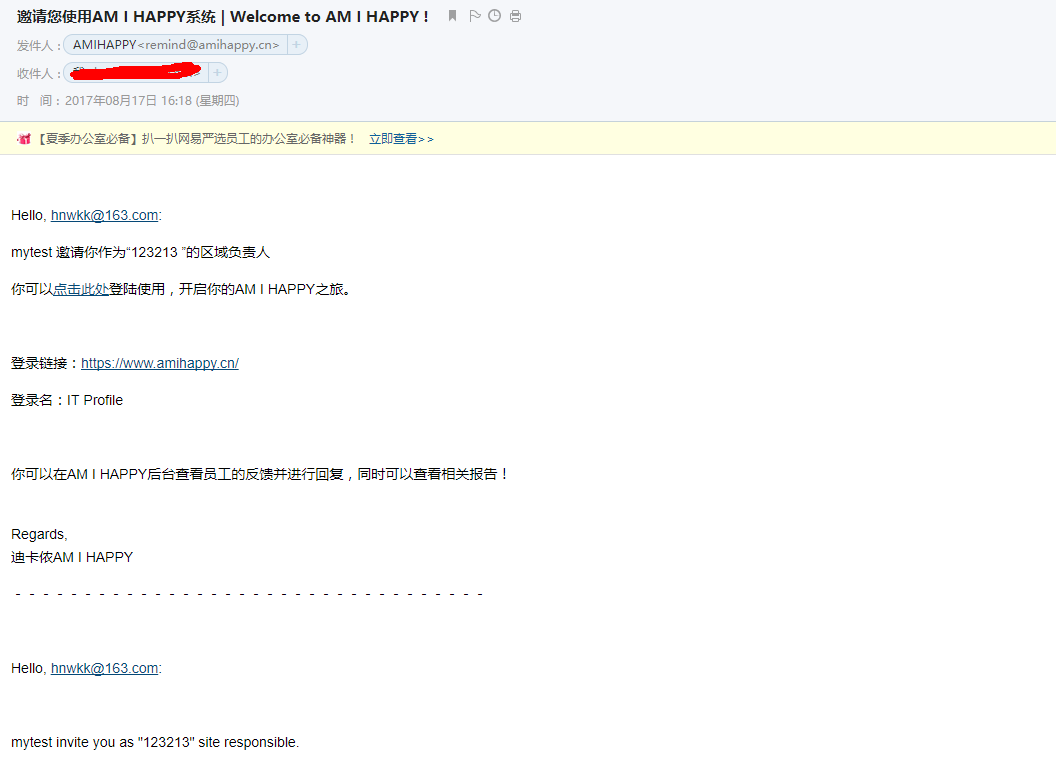 邀请您使用AM I HAPPY系统 | Welcome to AM I HAPPY !
发件人：AMIHAPPY<remind@amihappy.cn> +
收件人： +
时 间：2017年08月17日 16:18 (星期四)
【夏季办公室必备】扒一扒网易严选员工的办公室必备神器！ 立即查看>>
Hello, hnwkk@163.com:
mytest 邀请你作为“123213 ”的区域负责人
你可以点击此处登陆使用，开启你的AM I HAPPY之旅。
登录链接：https://www.amihappy.cn/
登录名：IT Profile
你可以在AM I HAPPY后台查看员工的反馈并进行回复，同时可以查看相关报告！
Regards,
迪卡侬AM I HAPPY
- - - - - - - - - - - - - - - - - - - - - - - - - - - - - - - - - -
Hello, hnwkk@163.com:
mytest invite you as "123213" site responsible.